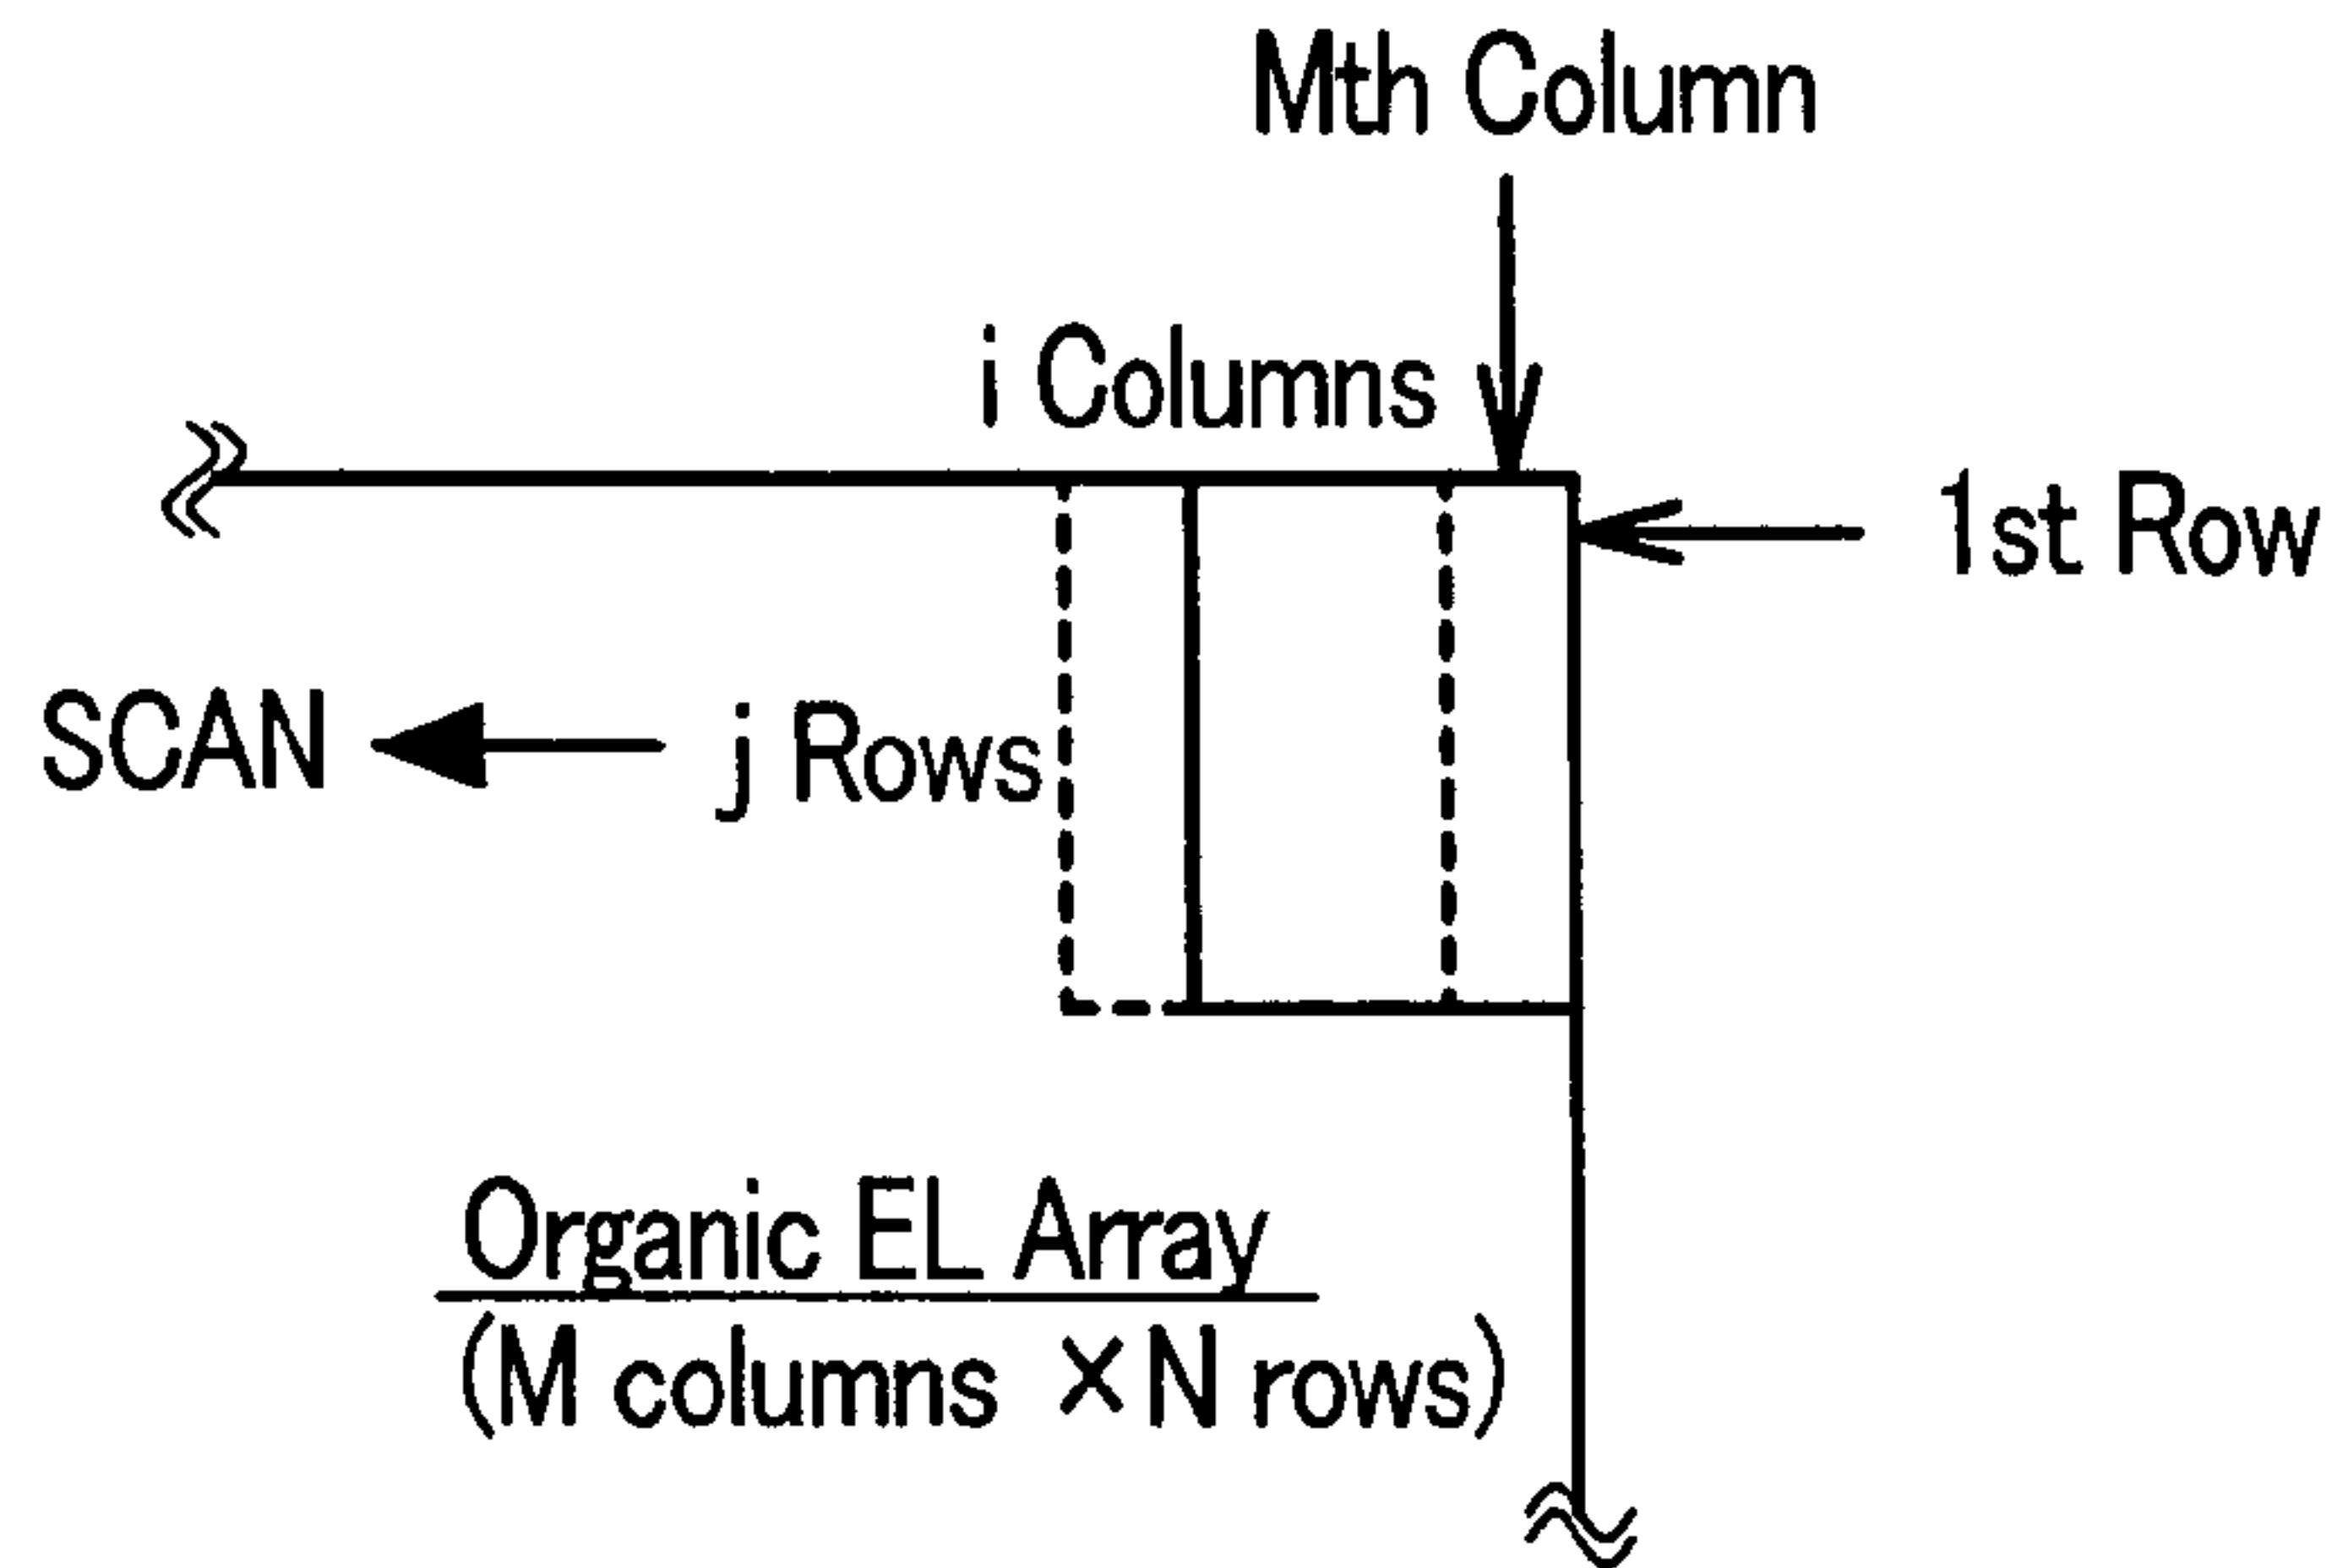 Mth Column
i Columns
1st Row
SCAN
j Rows
Organic EL Array
(M columns × N rows)